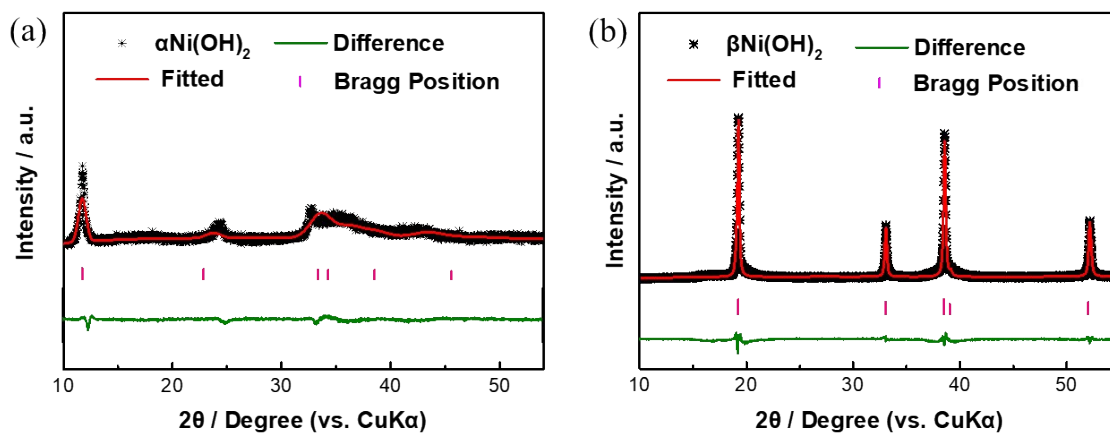 (a)
αNi(OH)₂
Difference
Fitted
Bragg Position
Intensity / a.u.
10 20 30 40 50
2θ / Degree (vs. CuKα)
(b)
βNi(OH)₂
Difference
Fitted
Bragg Position
Intensity / a.u.
10 20 30 40 50
2θ / Degree (vs. CuKα)